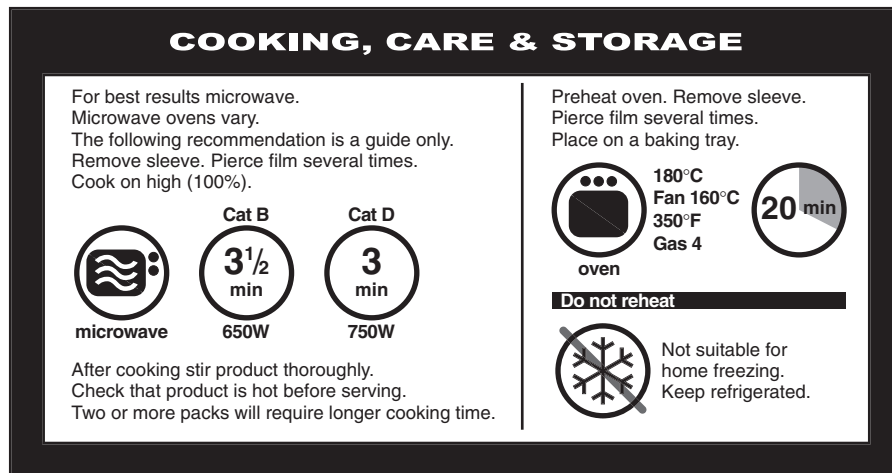 COOKING, CARE & STORAGE
For best results microwave.
Microwave ovens vary.
The following recommendation is a guide only.
Remove sleeve. Pierce film several times.
Cook on high (100%).
Cat B
Cat D
3½
min
3
min
microwave
650W
750W
After cooking stir product thoroughly.
Check that product is hot before serving.
Two or more packs will require longer cooking time.
Preheat oven. Remove sleeve.
Pierce film several times.
Place on a baking tray.
180°C
Fan 160°C
350°F
Gas 4
20 min
oven
Do not reheat
Not suitable for
home freezing.
Keep refrigerated.